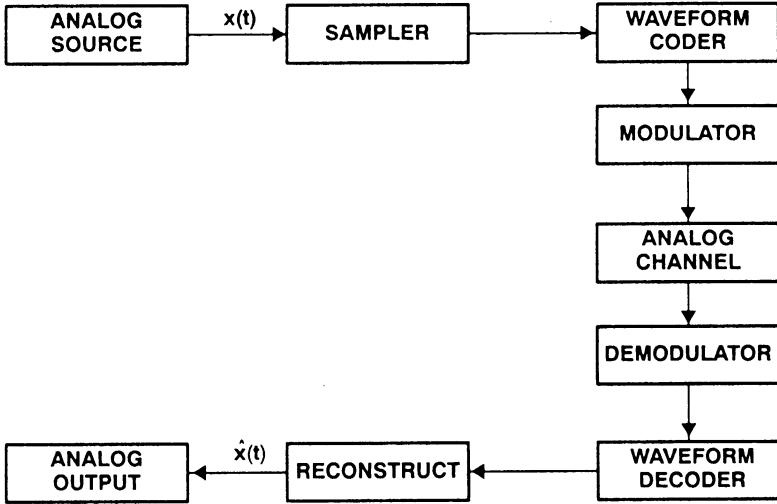 ANALOG
SOURCE
x(t)
SAMPLER
WAVEFORM
CODER
MODULATOR
ANALOG
CHANNEL
DEMODULATOR
WAVEFORM
DECODER
RECONSTRUCT
x̂(t)
ANALOG
OUTPUT